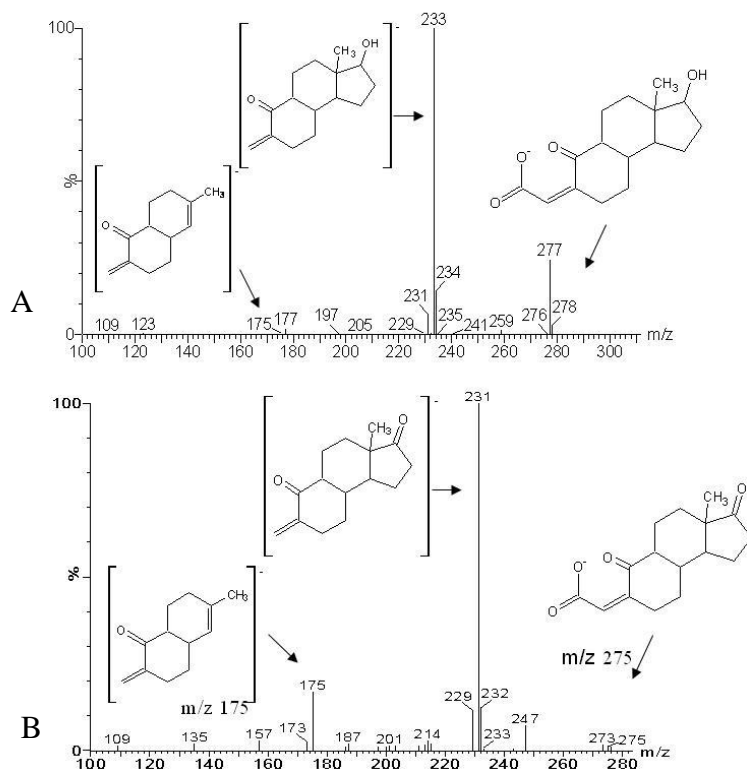 100
%
0
A
233
OH
CH₃
O
-
CH₃
O
-
CH₃
OH
O⁻
O
O
277
234
231
235
276
278
109
123
175
177
197
205
229
241
259
m/z
100 120 140 160 180 200 220 240 260 280 300
100
%
0
B
231
O
CH₃
O
-
O
CH₃
O⁻
O
O
m/z 275
CH₃
O
-
m/z 175
175
229
232
247
109
135
157
173
187
201
214
233
273
275
m/z
100 120 140 160 180 200 220 240 260 280